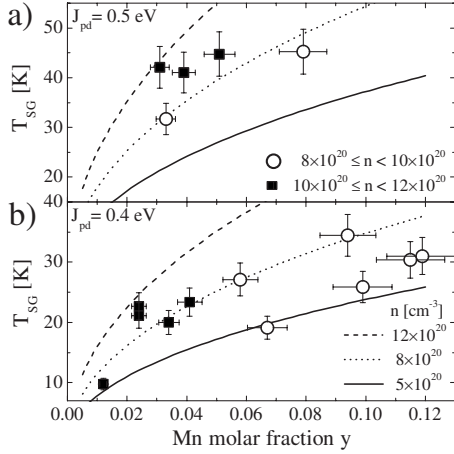 a)
J_pd = 0.5 eV
50
40
30
20
T_SG [K]
8×10^20 ≤ n < 10×10^20
10×10^20 ≤ n < 12×10^20
b)
J_pd = 0.4 eV
40
30
20
10
T_SG [K]
n [cm^-3]
12×10^20
8×10^20
5×10^20
0.00 0.02 0.04 0.06 0.08 0.10 0.12
Mn molar fraction y